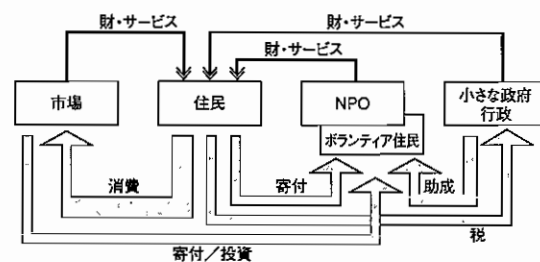 財・サービス
財・サービス
財・サービス
市場
住民
NPO
ボランティア住民
小さな政府
行政
消費
寄付
助成
税
寄付／投資